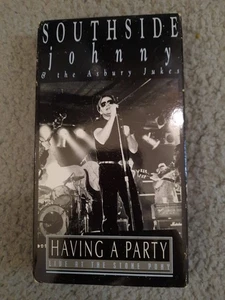 SOUTHSIDE
johnny
@ the Asbury Jukes
HAVING A PARTY
LIVE AT THE STONE PONY